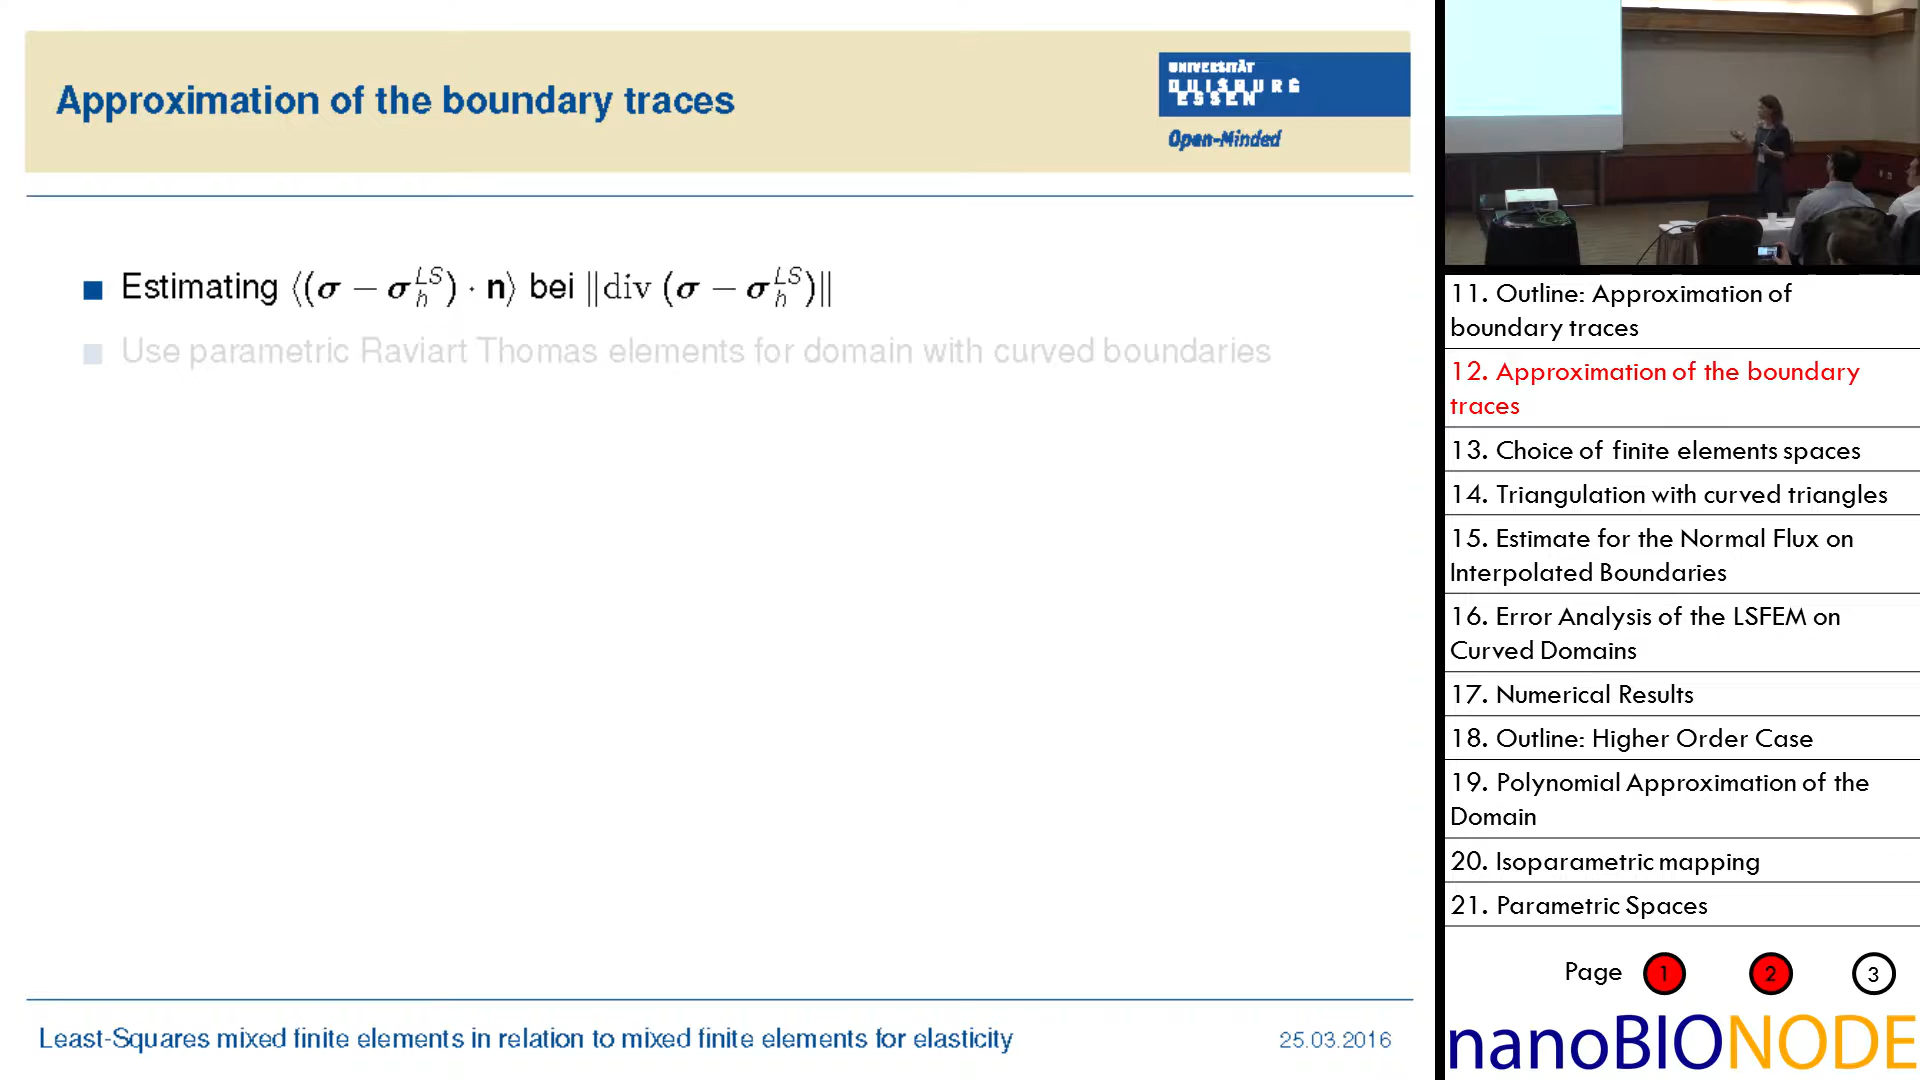 Approximation of the boundary traces
UNIVERSITÄT
DUISBURG
ESSEN
Open-Minded
Estimating ⟨(σ − σ_h^{LS}) · n⟩ bei ‖div (σ − σ_h^{LS})‖
Use parametric Raviart Thomas elements for domain with curved boundaries
Least-Squares mixed finite elements in relation to mixed finite elements for elasticity
25.03.2016
11. Outline: Approximation of
boundary traces
12. Approximation of the boundary
traces
13. Choice of finite elements spaces
14. Triangulation with curved triangles
15. Estimate for the Normal Flux on
Interpolated Boundaries
16. Error Analysis of the LSFEM on
Curved Domains
17. Numerical Results
18. Outline: Higher Order Case
19. Polynomial Approximation of the
Domain
20. Isoparametric mapping
21. Parametric Spaces
Page 1 2 3
nanoBIONODE